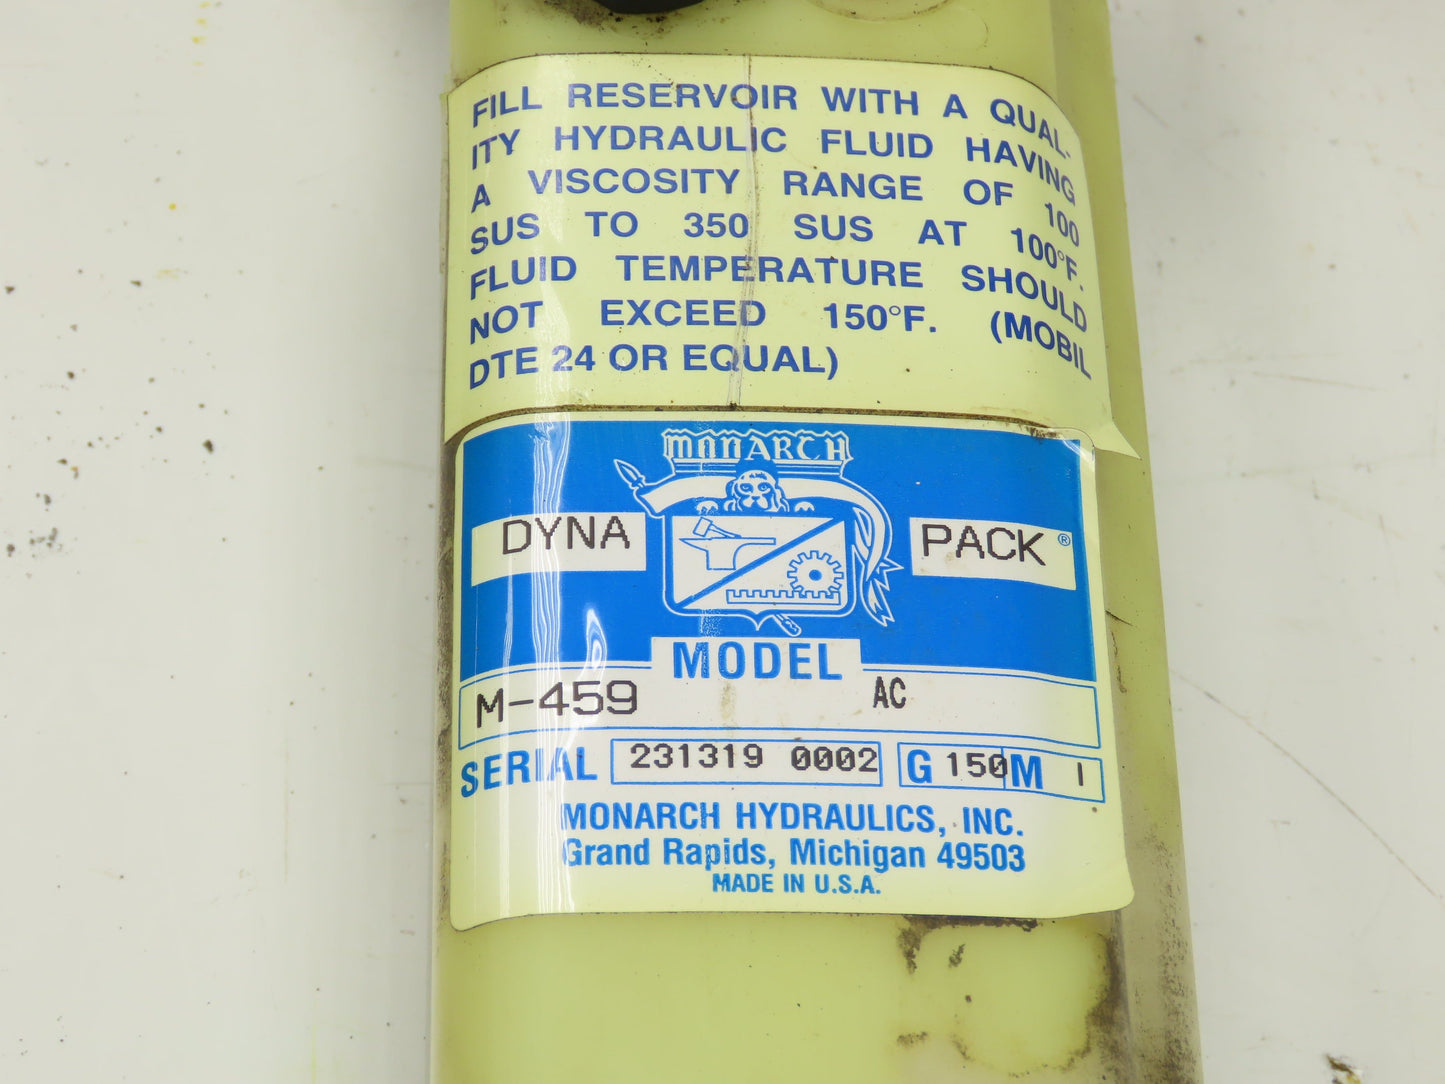 FILL RESERVOIR WITH A QUAL-
ITY HYDRAULIC FLUID HAVING
A VISCOSITY RANGE OF 100
SUS TO 350 SUS AT 100°F.
FLUID TEMPERATURE SHOULD
NOT EXCEED 150°F. (MOBIL
DTE 24 OR EQUAL)
MONARCH
DYNA PACK®
MODEL
M-459 AC
SERIAL 231319 0002 G 150 M I
MONARCH HYDRAULICS, INC.
Grand Rapids, Michigan 49503
MADE IN U.S.A.